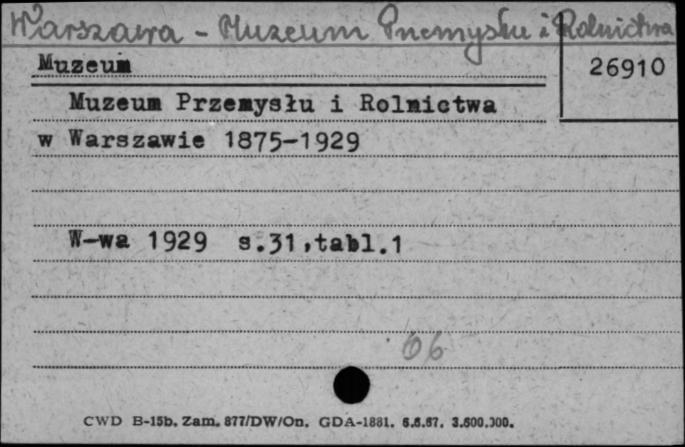 Warszawa - Muzeum Przemysłu i Rolnictwa
Muzeum
26910
Muzeum Przemysłu i Rolnictwa
w Warszawie 1875-1929
W-wa 1929 s.31,tabl.1
66
CWD B-15b. Zam. 877/DW/On. GDA-1881. 6.6.67. 3.600.000.